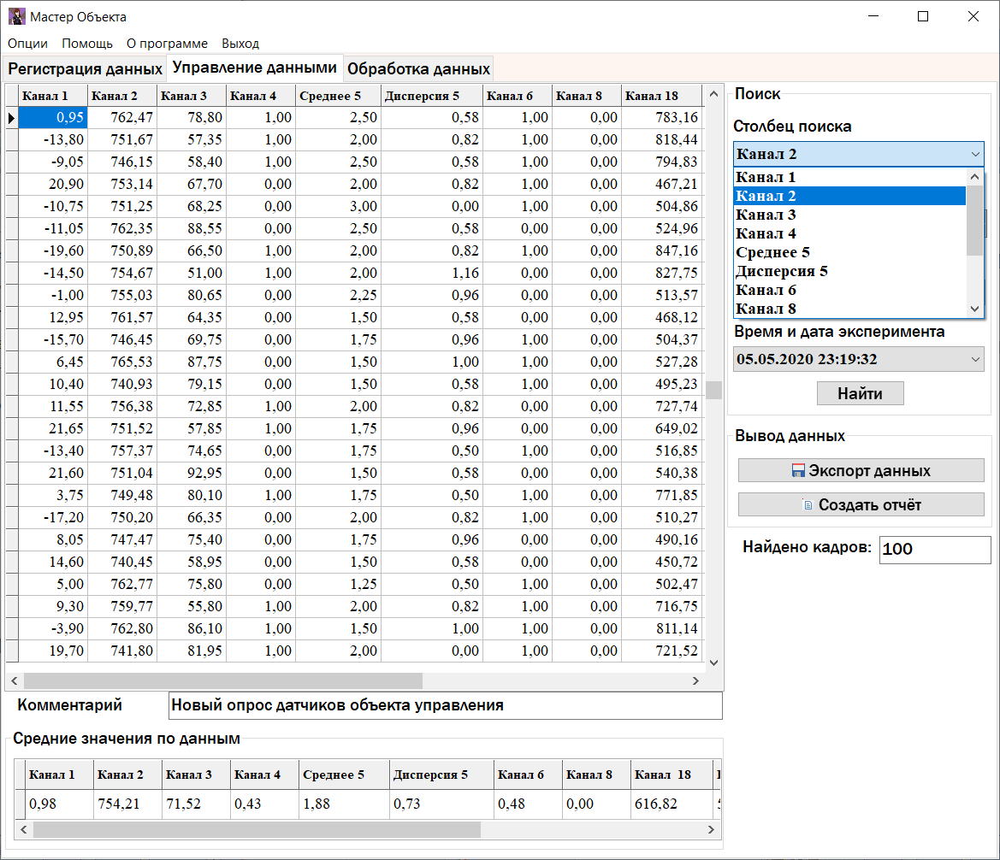 Мастер Объекта
Опции Помощь О программе Выход
Регистрация данных Управление данными Обработка данных
Канал 1 Канал 2 Канал 3 Канал 4 Среднее 5 Дисперсия 5 Канал 6 Канал 8 Канал 18
0,95 762,47 78,80 1,00 2,50 0,58 1,00 0,00 783,16
-13,80 751,67 57,35 1,00 2,00 0,82 1,00 0,00 818,44
-9,05 746,15 58,40 1,00 2,50 0,58 1,00 0,00 794,83
20,90 753,14 67,70 0,00 2,00 0,82 1,00 0,00 467,21
-10,75 751,25 68,25 0,00 3,00 0,00 1,00 0,00 504,86
-11,05 762,35 88,55 0,00 2,50 0,58 0,00 0,00 524,96
-19,60 750,89 66,50 1,00 2,00 0,82 1,00 0,00 847,16
-14,50 754,67 51,00 1,00 2,00 1,16 0,00 0,00 827,75
-1,00 755,03 80,65 0,00 2,25 0,96 0,00 0,00 513,57
12,95 761,57 64,35 0,00 1,50 0,58 0,00 0,00 468,12
-15,70 746,45 69,75 0,00 1,75 0,96 1,00 0,00 504,37
6,45 765,53 87,75 0,00 1,50 1,00 0,00 0,00 527,28
10,40 740,93 79,15 0,00 1,50 0,58 0,00 0,00 495,23
11,55 756,38 72,85 1,00 2,00 0,82 0,00 0,00 727,74
21,65 751,52 57,85 1,00 1,75 0,96 0,00 0,00 649,02
-13,40 757,37 74,65 0,00 1,75 0,50 1,00 0,00 516,85
21,60 751,04 92,95 0,00 1,50 0,58 0,00 0,00 540,38
3,75 749,48 80,10 1,00 1,75 0,50 1,00 0,00 771,85
-17,20 750,20 66,35 0,00 2,00 0,82 1,00 0,00 510,27
8,05 747,47 75,40 0,00 1,75 0,96 0,00 0,00 490,16
14,60 740,45 58,95 0,00 1,50 0,58 0,00 0,00 450,72
5,00 762,77 75,80 0,00 1,25 0,50 1,00 0,00 502,47
9,30 759,77 55,80 1,00 2,00 0,82 1,00 0,00 716,75
-3,90 762,80 86,10 1,00 1,50 1,00 1,00 0,00 811,14
19,70 741,80 81,95 1,00 2,00 0,00 1,00 0,00 721,52
Комментарий Новый опрос датчиков объекта управления
Средние значения по данным
Канал 1 Канал 2 Канал 3 Канал 4 Среднее 5 Дисперсия 5 Канал 6 Канал 8 Канал 18
0,98 754,21 71,52 0,43 1,88 0,73 0,48 0,00 616,82
Поиск
Столбец поиска
Канал 2
Канал 1
Канал 2
Канал 3
Канал 4
Среднее 5
Дисперсия 5
Канал 6
Канал 8
Время и дата эксперимента
05.05.2020 23:19:32
Найти
Вывод данных
Экспорт данных
Создать отчёт
Найдено кадров: 100